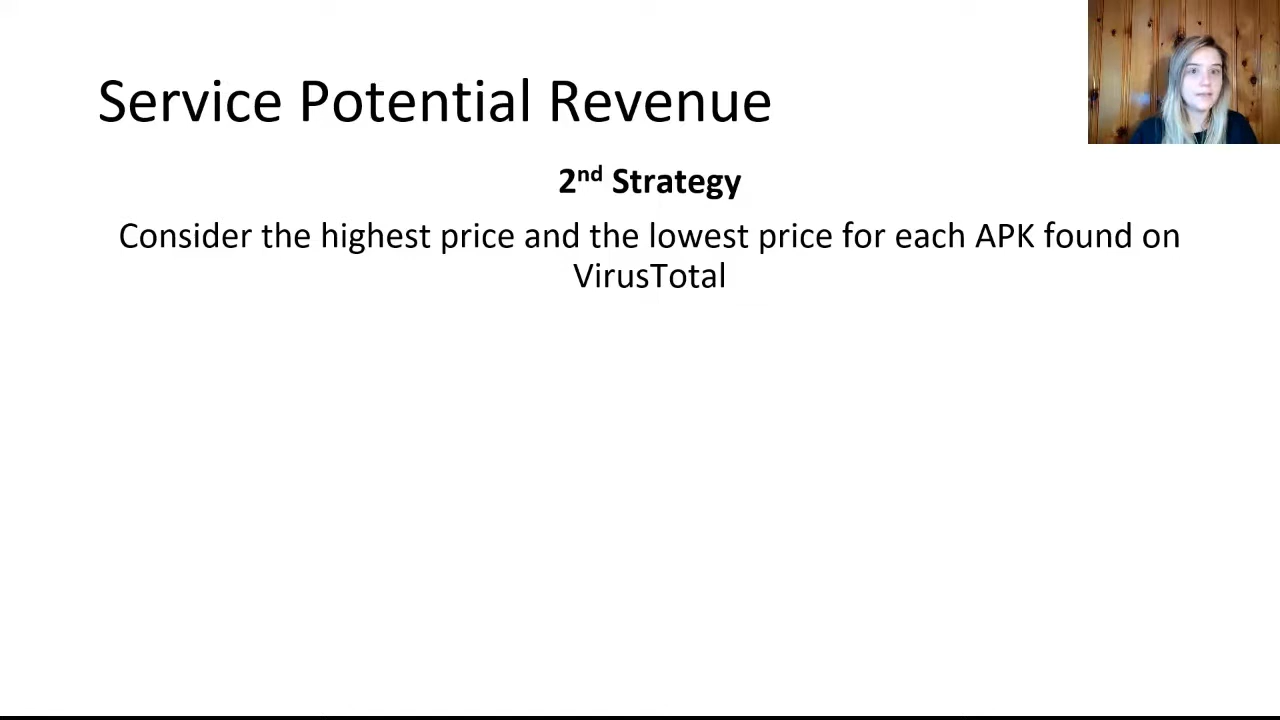 Service Potential Revenue
2nd Strategy
Consider the highest price and the lowest price for each APK found on
VirusTotal